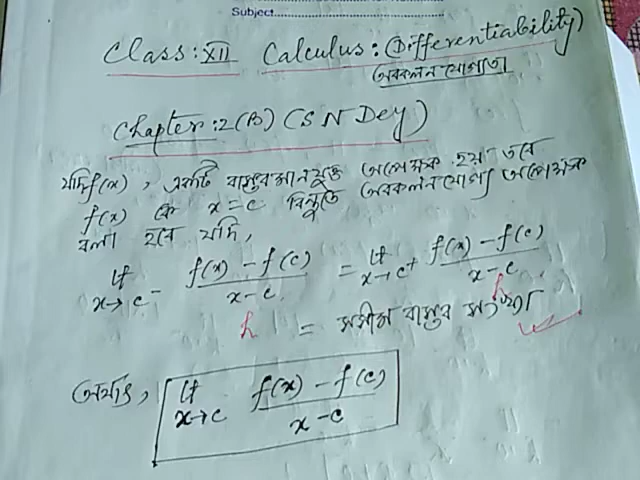 Subject
Class: XII Calculus: (Differentiability)
অবকলন যোগ্যতা
Chapter: 2(B) (S N Dey)
যদি f(x), একটি বাস্তব মানযুক্ত অপেক্ষক হয় তবে
f(x) কে x=c বিন্দুতে অবকলনযোগ্য অপেক্ষক
বলা হবে যদি,
lt x→c- f(x)-f(c)/x-c = lt x→c+ f(x)-f(c)/x-c
h h
= সসীম বাস্তব সংখ্যা
অর্থাৎ, lt x→c f(x)-f(c)/x-c